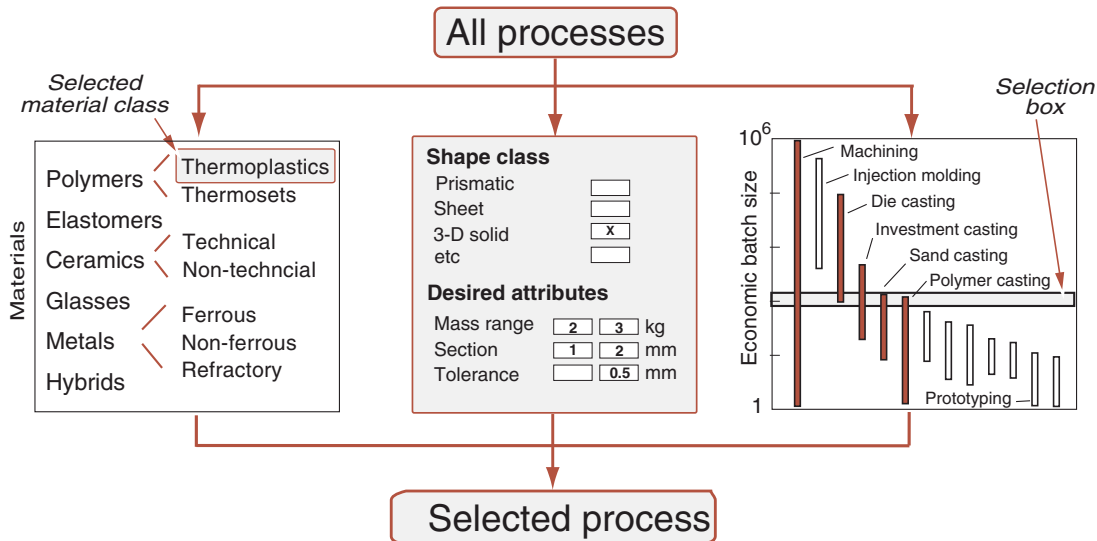 All processes
Selected
material class
Selection
box
Materials
Polymers
Thermoplastics
Thermosets
Elastomers
Ceramics
Technical
Non-techncial
Glasses
Metals
Ferrous
Non-ferrous
Refractory
Hybrids
Shape class
Prismatic
Sheet
3-D solid x
etc
Desired attributes
Mass range 2 3 kg
Section 1 2 mm
Tolerance 0.5 mm
Economic batch size
10^6
1
Machining
Injection molding
Die casting
Investment casting
Sand casting
Polymer casting
Prototyping
Selected process